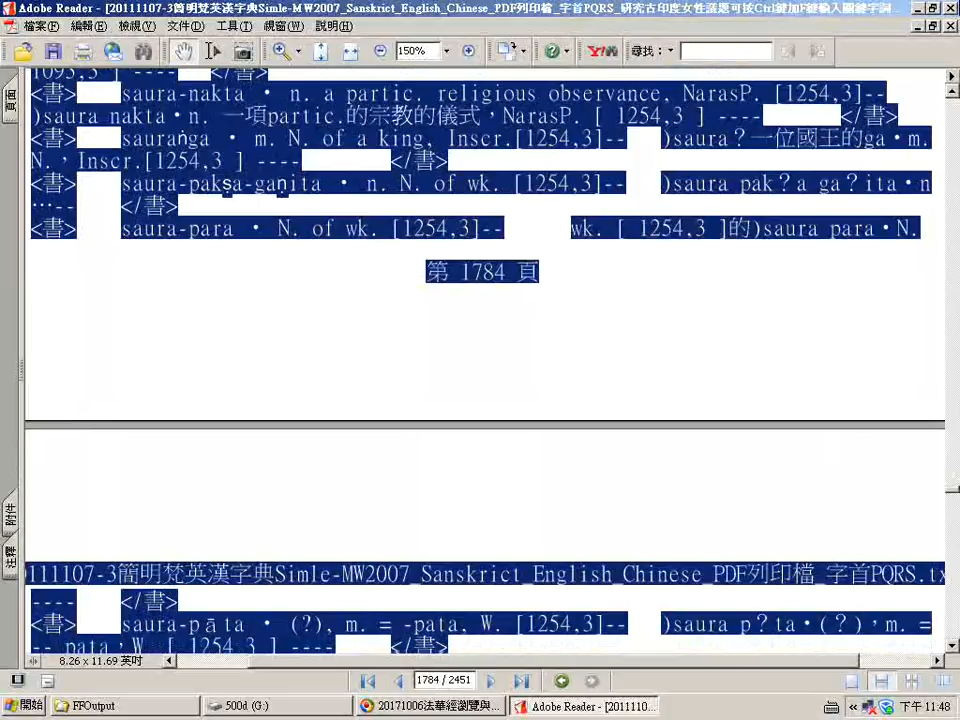 Adobe Reader - [20111107-3簡明梵英漢字典Simle-MW2007_Sanskrict_English_Chinese_PDF列印檔_字首PQRS_研究古印度女性議題可按Ctrl鍵加F鍵輸入關鍵字詞
檔案(F) 編輯(E) 檢視(V) 文件(D) 工具(T) 視窗(W) 說明(H)
150% 尋找：
頁面
1093,3 ] ---- </書>
<書> saura-nakta · n. a partic. religious observance, NarasP. [1254,3]--
)saura nakta·n. 一項partic.的宗教的儀式，NarasP. [ 1254,3 ] ---- </書>
<書> sauraṅga · m. N. of a king, Inscr.[1254,3]-- )saura？一位國王的ga·m.
N.，Inscr.[1254,3 ] ---- </書>
<書> saura-pakṣa-gaṇita · n. N. of wk. [1254,3]-- )saura pak？a ga？ita·n
…-- </書>
<書> saura-para · N. of wk. [1254,3]-- wk. [ 1254,3 ]的)saura para·N.
第 1784 頁
附件
註釋
0111107-3簡明梵英漢字典Simle-MW2007_Sanskrict_English_Chinese_PDF列印檔_字首PQRS.tx
---- </書>
<書> saura-pāta · (?), m. = -pata, W. [1254,3]-- )saura p？ta·(？)，m. =
-- pata，W. [ 1254,3 ] ---- </書>
8.26 x 11.69 英吋
1784 / 2451
開始 FFOutput 500d (G:) 20171006法華經瀏覽與... Adobe Reader - [2011110... « 下午 11:48